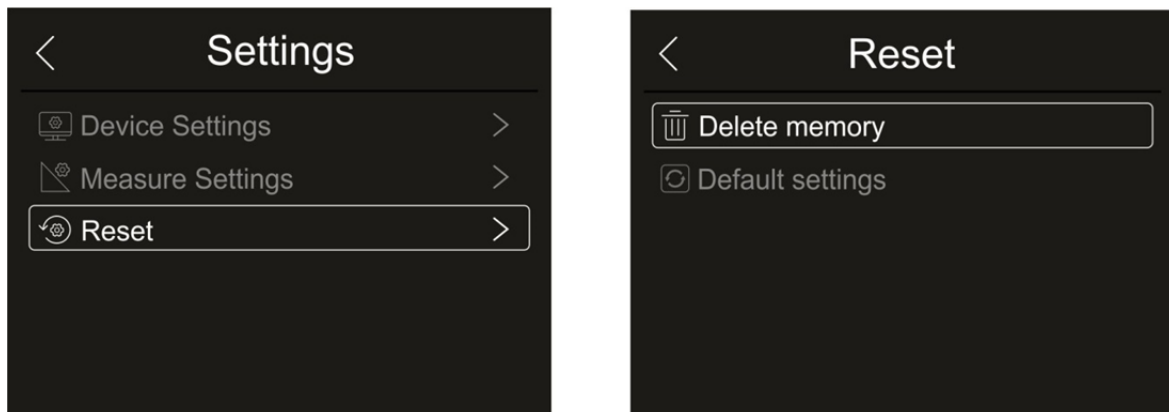 Settings
Device Settings
Measure Settings
Reset
Reset
Delete memory
Default settings